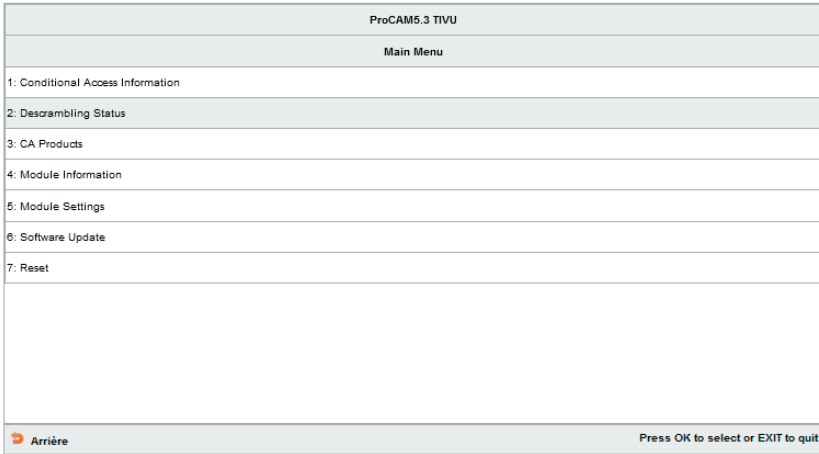 ProCAM5.3 TIVU
Main Menu
1: Conditional Access Information
2: Descrambling Status
3: CA Products
4: Module Information
5: Module Settings
6: Software Update
7: Reset
Arrière
Press OK to select or EXIT to quit